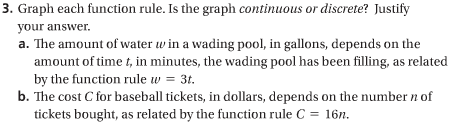 3. Graph each function rule. Is the graph continuous or discrete? Justify
your answer.
a. The amount of water w in a wading pool, in gallons, depends on the
amount of time t, in minutes, the wading pool has been filling, as related
by the function rule w = 3t.
b. The cost C for baseball tickets, in dollars, depends on the number n of
tickets bought, as related by the function rule C = 16n.